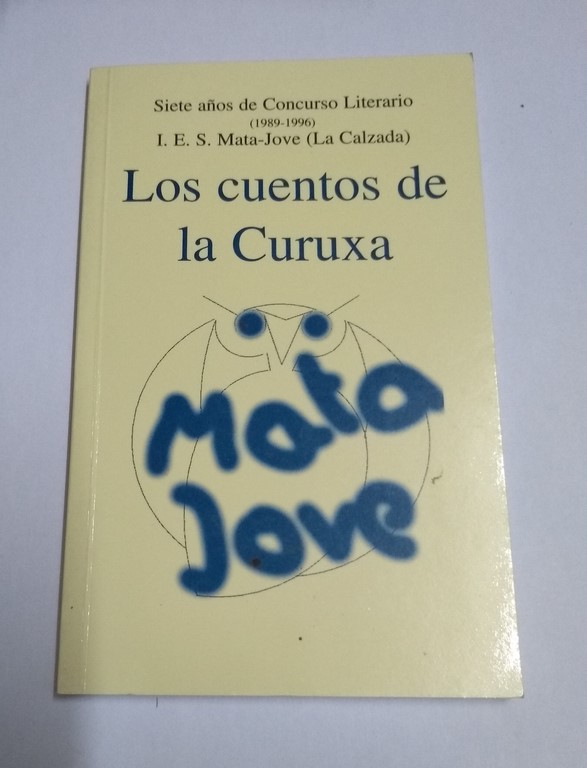 Siete años de Concurso Literario
(1989-1996)
I. E. S. Mata-Jove (La Calzada)
Los cuentos de
la Curuxa
Mata
Jove